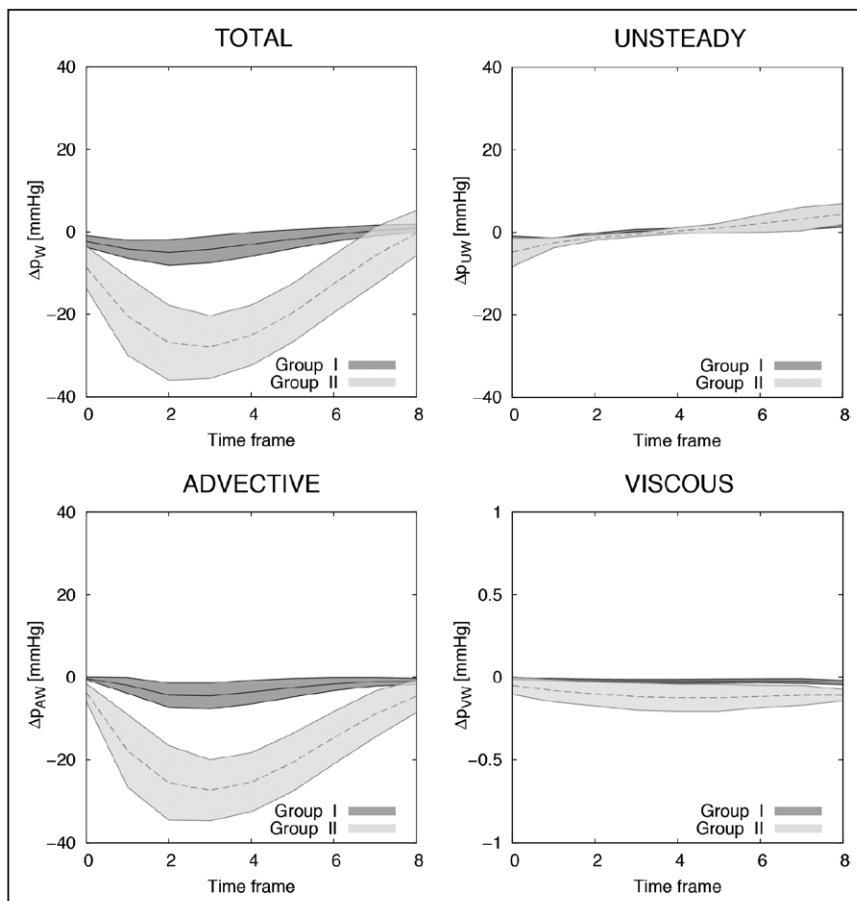 TOTAL
40
20
0
−20
−40
Δp_W [mmHg]
Group I
Group II
0 2 4 6 8
Time frame
UNSTEADY
40
20
0
−20
−40
Δp_UW [mmHg]
Group I
Group II
0 2 4 6 8
Time frame
ADVECTIVE
40
20
0
−20
−40
Δp_AW [mmHg]
Group I
Group II
0 2 4 6 8
Time frame
VISCOUS
1
0.5
0
−0.5
−1
Δp_VW [mmHg]
Group I
Group II
0 2 4 6 8
Time frame